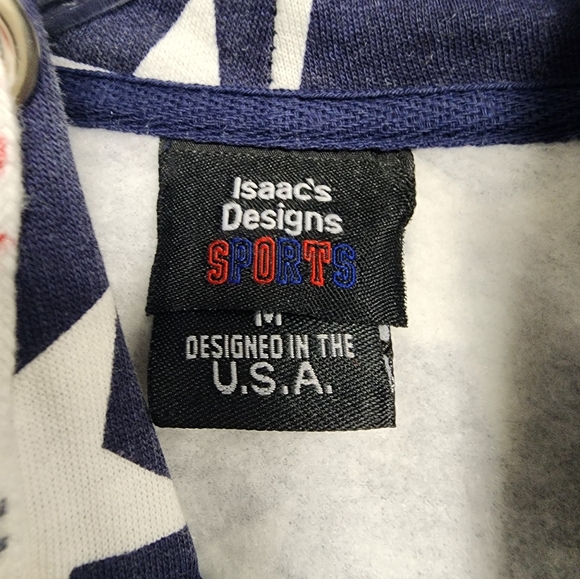 Isaac's
Designs
SPORTS
M
DESIGNED IN THE
U.S.A.